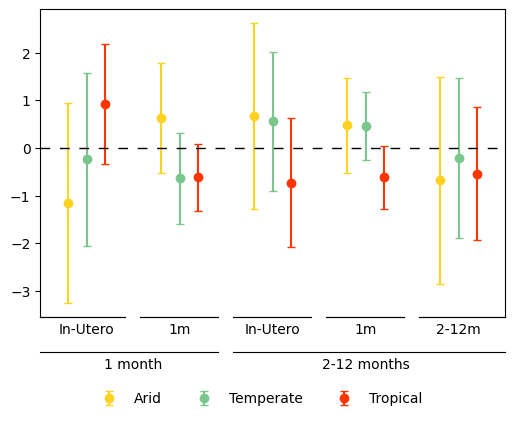 2
1
0
−1
−2
−3
In-Utero 1m In-Utero 1m 2-12m
1 month 2-12 months
Arid Temperate Tropical